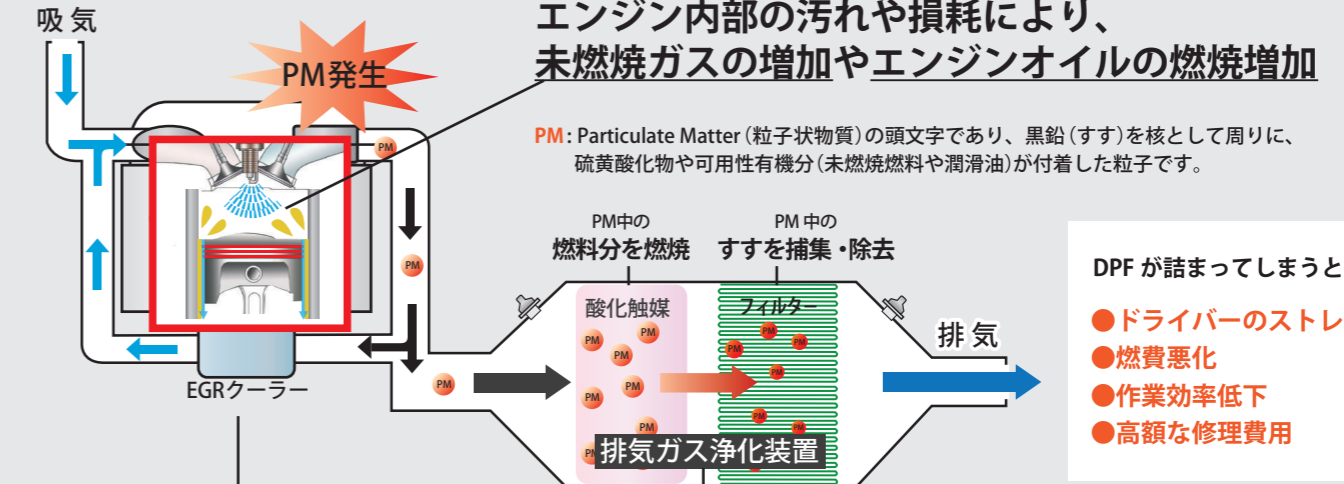 吸気
PM発生
エンジン内部の汚れや損耗により、
未燃焼ガスの増加やエンジンオイルの燃焼増加
PM：Particulate Matter（粒子状物質）の頭文字であり、黒鉛（すす）を核として周りに、
硫黄酸化物や可用性有機分（未燃焼燃料や潤滑油）が付着した粒子です。
PM
PM
PM
EGRクーラー
PM中の
燃料分を燃焼
PM 中の
すすを捕集・除去
酸化触媒
フィルター
PM
PM
PM
PM
PM
PM
PM
PM
PM
PM
PM
PM
排気ガス浄化装置
排気
DPF が詰まってしまうと
●ドライバーのストレ
●燃費悪化
●作業効率低下
●高額な修理費用